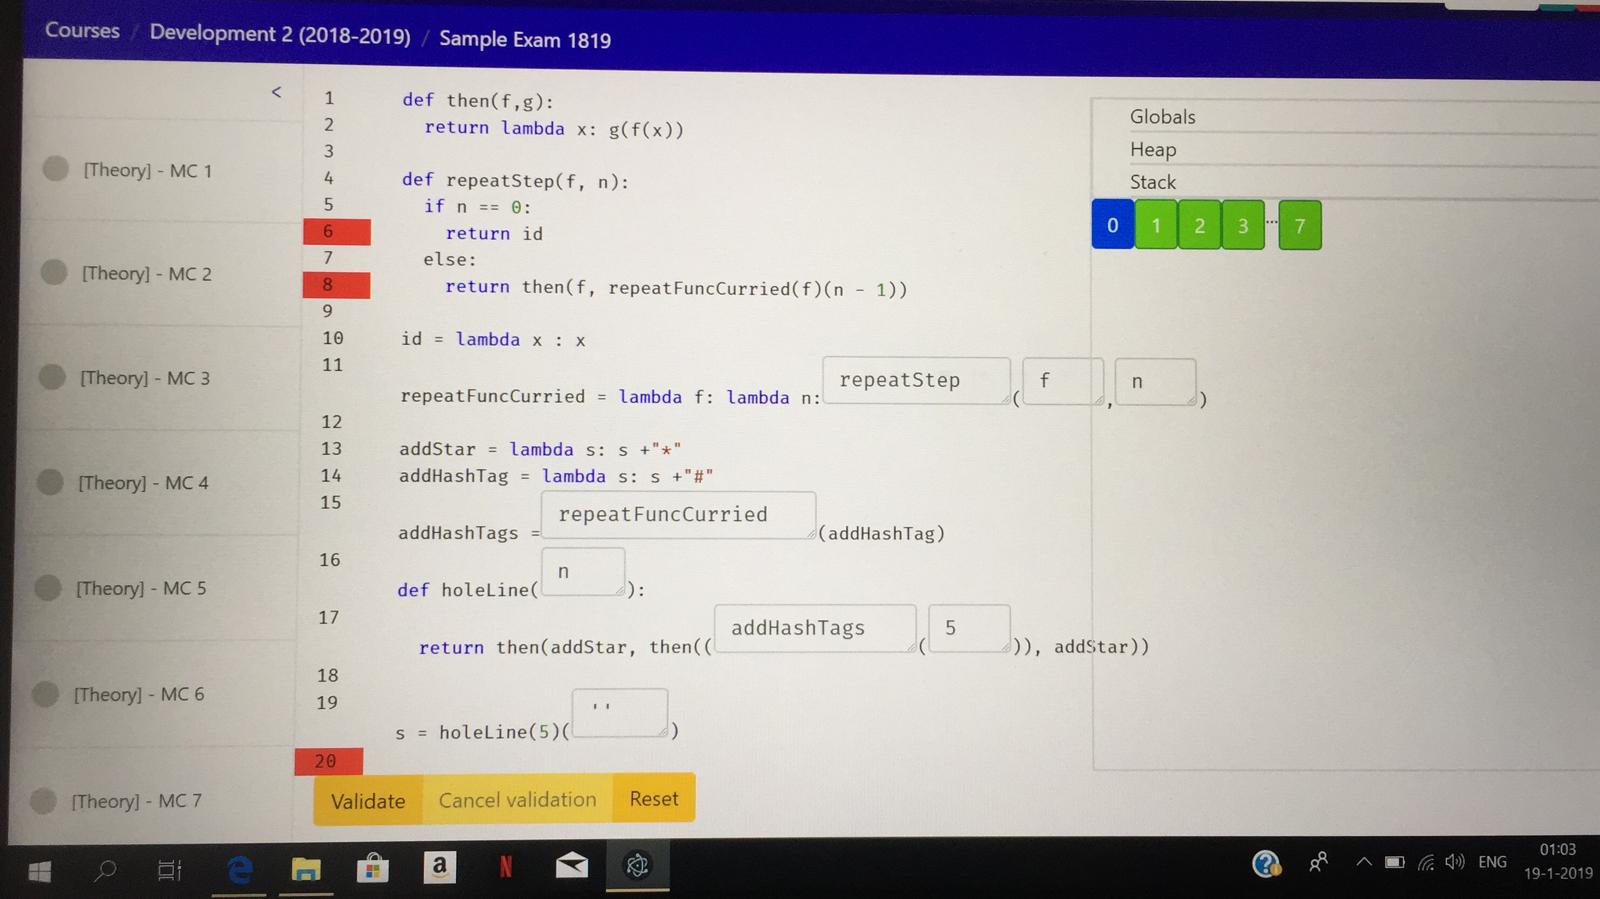 Courses / Development 2 (2018-2019) / Sample Exam 1819
<
[Theory] - MC 1
[Theory] - MC 2
[Theory] - MC 3
[Theory] - MC 4
[Theory] - MC 5
[Theory] - MC 6
[Theory] - MC 7
1 def then(f,g):
2 return lambda x: g(f(x))
3
4 def repeatStep(f, n):
5 if n == 0:
6 return id
7 else:
8 return then(f, repeatFuncCurried(f)(n - 1))
9
10 id = lambda x : x
11 repeatFuncCurried = lambda f: lambda n: repeatStep ( f , n )
12
13 addStar = lambda s: s +"*"
14 addHashTag = lambda s: s +"#"
15 addHashTags = repeatFuncCurried (addHashTag)
16 def holeLine( n ):
17 return then(addStar, then(( addHashTags ( 5 )), addStar))
18
19 s = holeLine(5)( '' )
20
Validate Cancel validation Reset
Globals
Heap
Stack
0 1 2 3 ... 7
a N ENG
01:03
19-1-2019